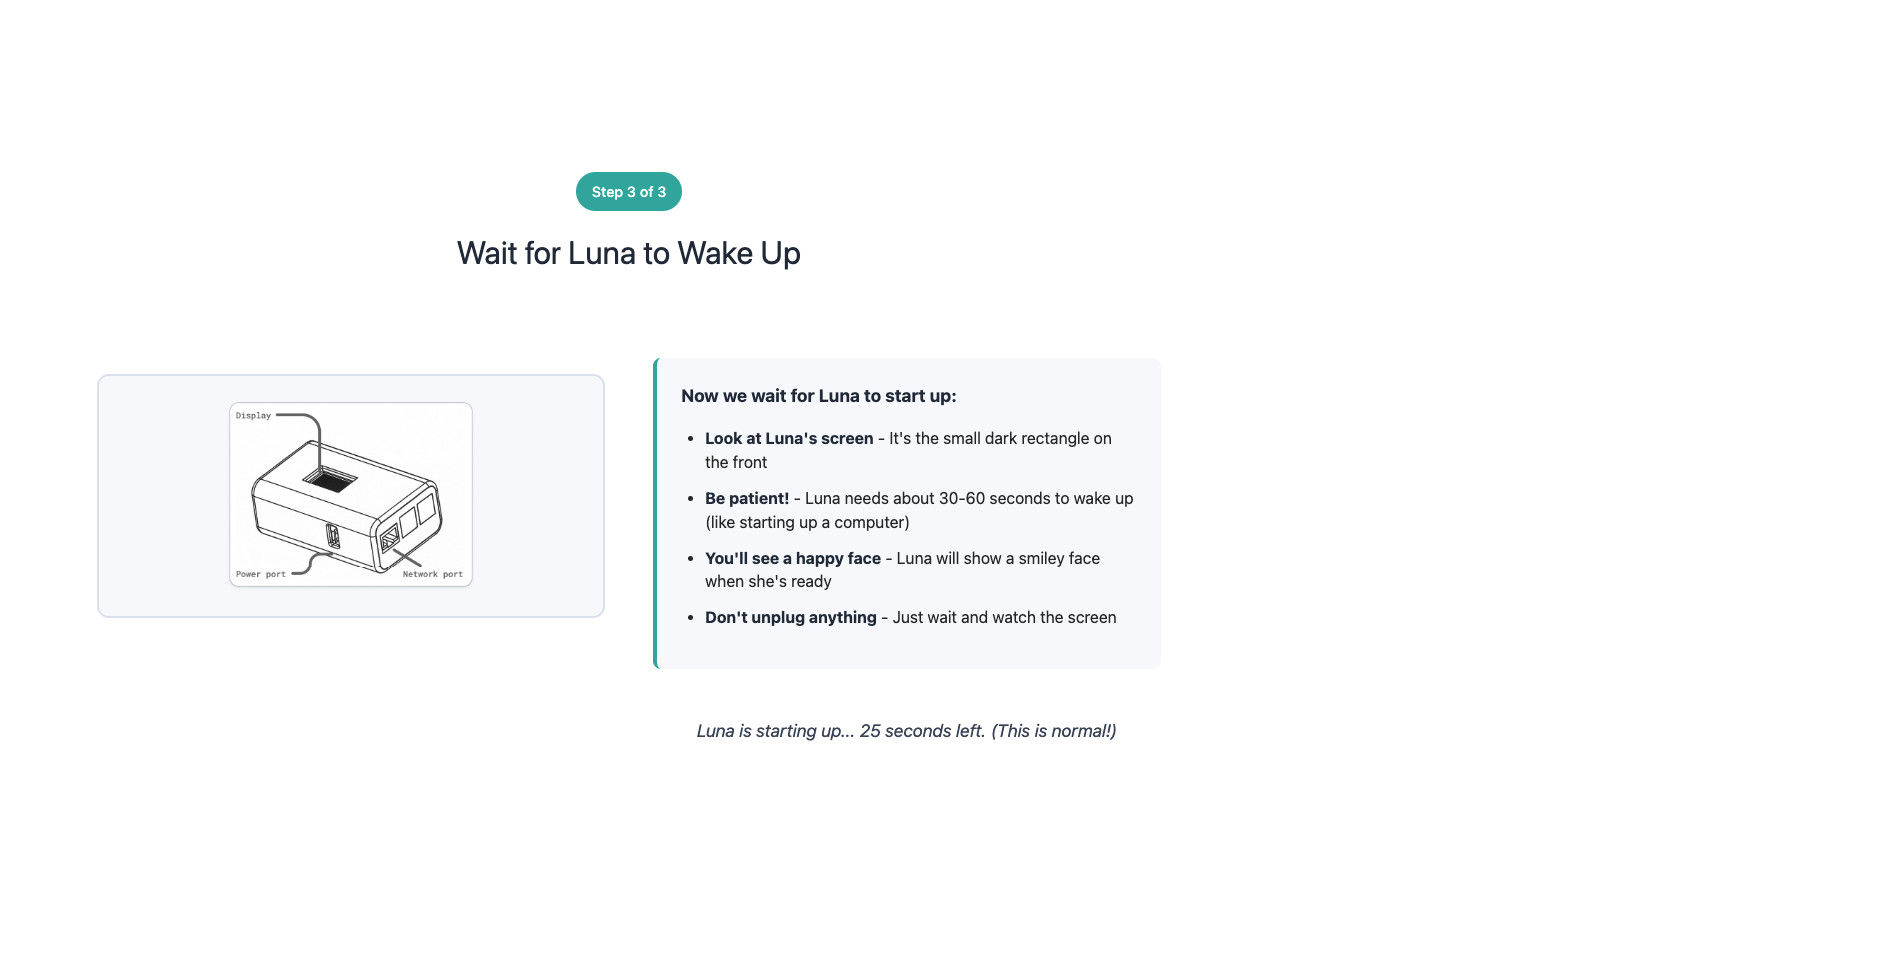 Step 3 of 3
Wait for Luna to Wake Up
Display
Power port
Network port
Now we wait for Luna to start up:
• Look at Luna's screen - It's the small dark rectangle on
the front
• Be patient! - Luna needs about 30-60 seconds to wake up
(like starting up a computer)
• You'll see a happy face - Luna will show a smiley face
when she's ready
• Don't unplug anything - Just wait and watch the screen
Luna is starting up... 25 seconds left. (This is normal!)